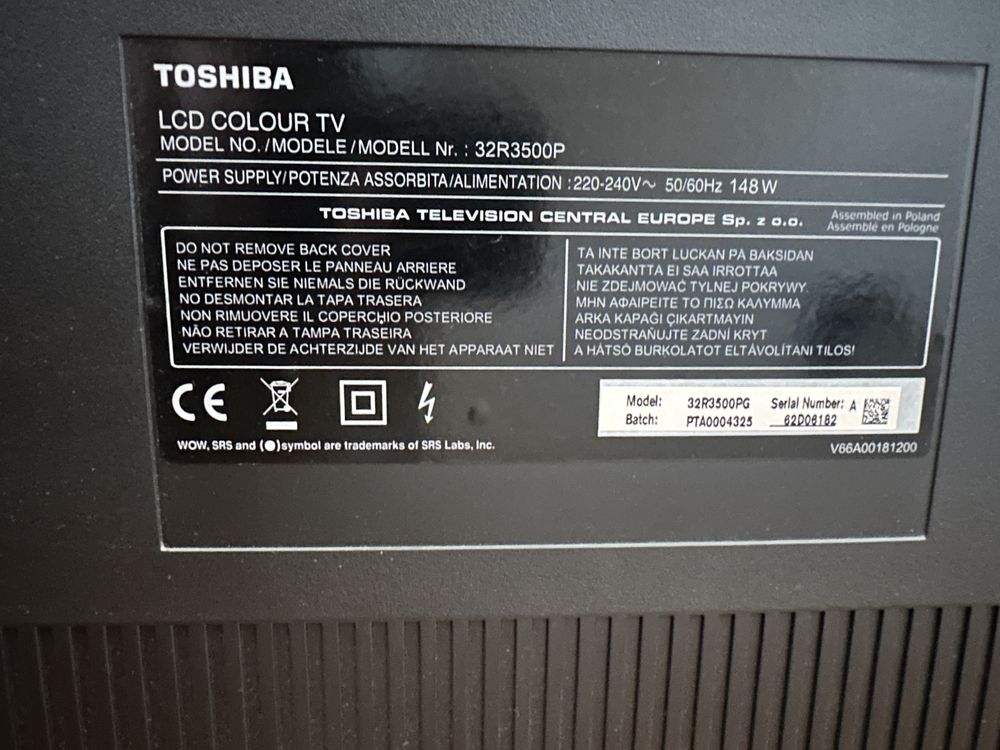 TOSHIBA
LCD COLOUR TV
MODEL NO. /MODELE /MODELL Nr. : 32R3500P
POWER SUPPLY/POTENZA ASSORBITA/ALIMENTATION :220-240V~ 50/60Hz 148W
TOSHIBA TELEVISION CENTRAL EUROPE Sp. z o.o.
Assembled in Poland
Assemblé en Pologne
DO NOT REMOVE BACK COVER
NE PAS DEPOSER LE PANNEAU ARRIERE
ENTFERNEN SIE NIEMALS DIE RÜCKWAND
NO DESMONTAR LA TAPA TRASERA
NON RIMUOVERE IL COPERCHIO POSTERIORE
NÃO RETIRAR A TAMPA TRASEIRA
VERWIJDER DE ACHTERZIJDE VAN HET APPARAAT NIET
TA INTE BORT LUCKAN PA BAKSIDAN
TAKAKANTTA EI SAA IRROTTAA
NIE ZDEJMOWAĆ TYLNEJ POKRYWY.
ΜΗΝ ΑΦΑΙΡΕΙΤΕ ΤΟ ΠΙΣΩ ΚΑΛΥΜΜΑ
ARKA KAPAĞI ÇIKARTMAYIN
NEODSTRAŇUJTE ZADNÍ KRYT
A HÁTSÓ BURKOLATOT ELTÁVOLÍTANI TILOS!
CE
Model: 32R3500PG Serial Number: A
Batch: PTA0004325 62D06182
WOW, SRS and (●)symbol are trademarks of SRS Labs, Inc.
V66A00181200